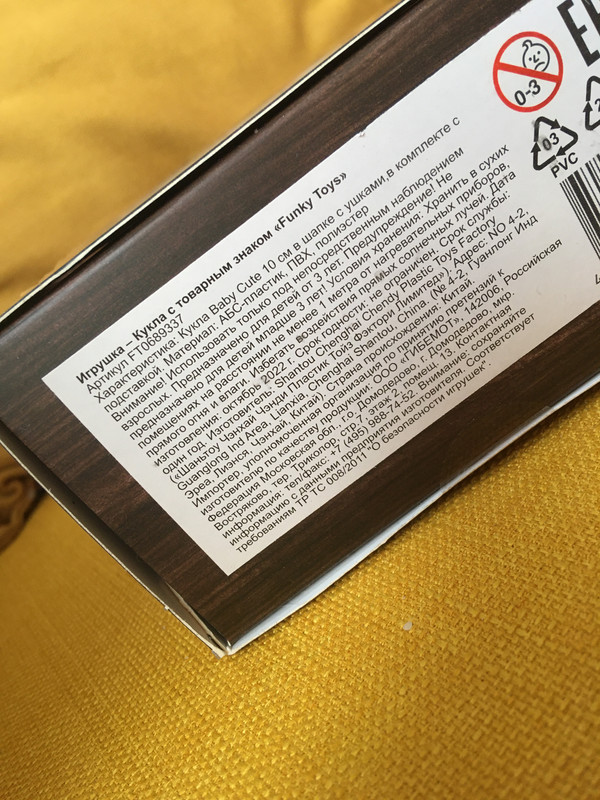 Игрушка – Кукла с товарным знаком «Funky Toys»
Артикул FT0689337
Характеристика: Кукла Baby Cute 10 см в шапке с ушками,в комплекте с
подставкой. Материал: АБС-пластик, ПВХ, полиэстер
Внимание! Использовать только под непосредственным наблюдением
взрослых. Предназначено для детей от 3 лет. Предупреждение! Не
предназначено для детей младше 3 лет! Условия хранения: Хранить в сухих
помещениях на расстоянии не менее 1 метра от нагревательных приборов,
прямого огня и влаги. Избегать воздействия прямых солнечных лучей. Дата
изготовления: октябрь 2022 г. Срок годности: не ограничен. Срок службы:
один год. Изготовитель: Shantou Chenghai Chondy Plastic Toys Factory
(«Шаньтоу Чэнхай Чэнди Пластик Тойз Фэктори Лимитед») Адрес: NO 4-2,
Guanglong Ind Area, Lianxia, Chenghai Shantou, China. (№ 4-2, Гуанлонг Инд
Эреа, Лиэнся, Чэнхай, Китай) Страна происхождения: Китай.
Импортер, уполномоченная организация по принятию претензий к
изготовителю и качеству продукции: ООО «ГИБЕМОТ», 142006, Российская
Федерация Московская обл., г. Домодедово, г. Домодедово, мкр.
Востряково, тер. Триколор, стр. 7, этаж 2, помещ. 13. Контактная
информация: тел/факс: +7 (495) 988-74-52. Внимание: сохраняйте
информацию с данными предприятия изготовителя. Соответствует
требованиям ТР ТС 008/2011 "О безопасности игрушек".
0-3
03
PVC